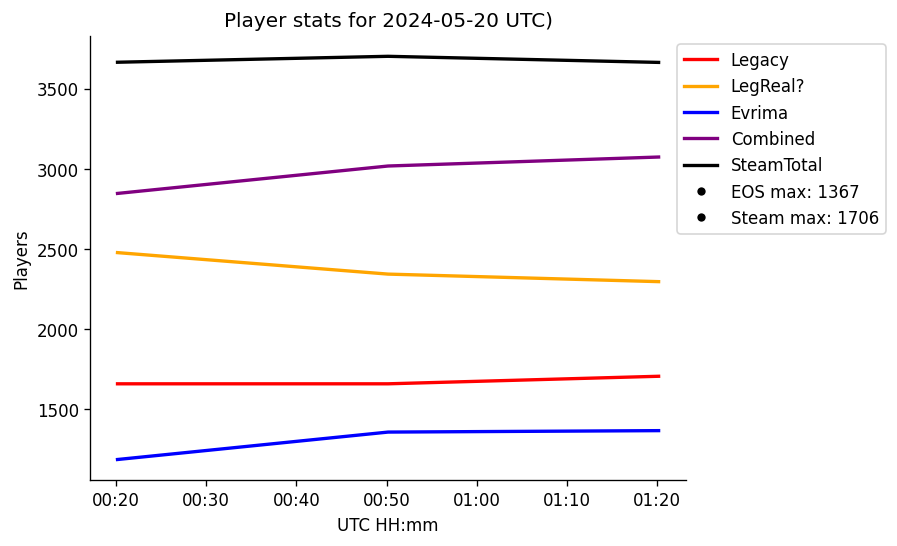 Player stats for 2024-05-20 UTC)
Legacy
LegReal?
Evrima
Combined
SteamTotal
EOS max: 1367
Steam max: 1706
Players
3500
3000
2500
2000
1500
00:20 00:30 00:40 00:50 01:00 01:10 01:20
UTC HH:mm